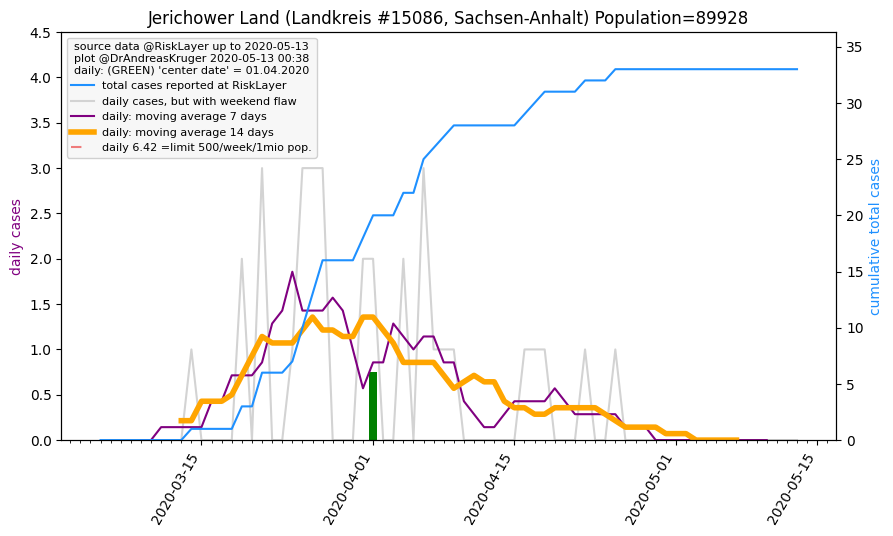 Jerichower Land (Landkreis #15086, Sachsen-Anhalt) Population=89928
source data @RiskLayer up to 2020-05-13
plot @DrAndreasKruger 2020-05-13 00:38
daily: (GREEN) 'center date' = 01.04.2020
total cases reported at RiskLayer
daily cases, but with weekend flaw
daily: moving average 7 days
daily: moving average 14 days
daily 6.42 =limit 500/week/1mio pop.
daily cases
4.5
4.0
3.5
3.0
2.5
2.0
1.5
1.0
0.5
0.0
35
30
25
20
15
10
5
0
cumulative total cases
2020-03-15
2020-04-01
2020-04-15
2020-05-01
2020-05-15